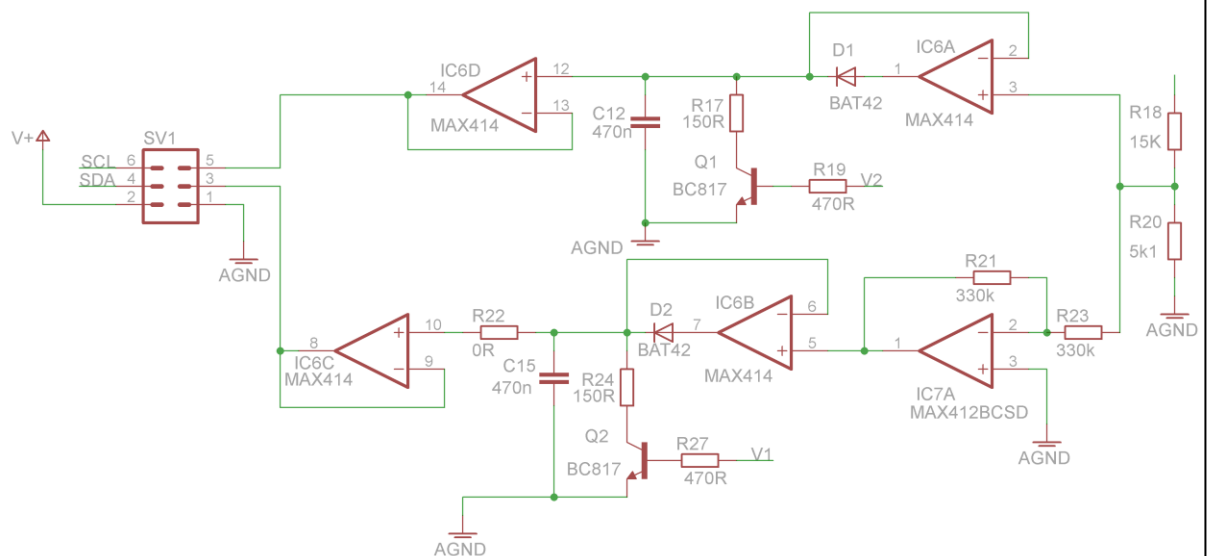 IC6D
14
12
13
+
−
MAX414
C12
470n
R17
150R
Q1
BC817
R19
470R
V2
AGND
D1
BAT42
1
IC6A
2
3
−
+
MAX414
R18
15K
R20
5k1
AGND
V+
SV1
SCL
SDA
6
4
2
5
3
1
AGND
IC6C
MAX414
8
10
9
+
−
R22
0R
C15
470n
R24
150R
Q2
BC817
R27
470R
V1
AGND
D2
BAT42
7
IC6B
6
5
−
+
MAX414
R21
330k
R23
330k
1
2
3
−
+
IC7A
MAX412BCSD
AGND